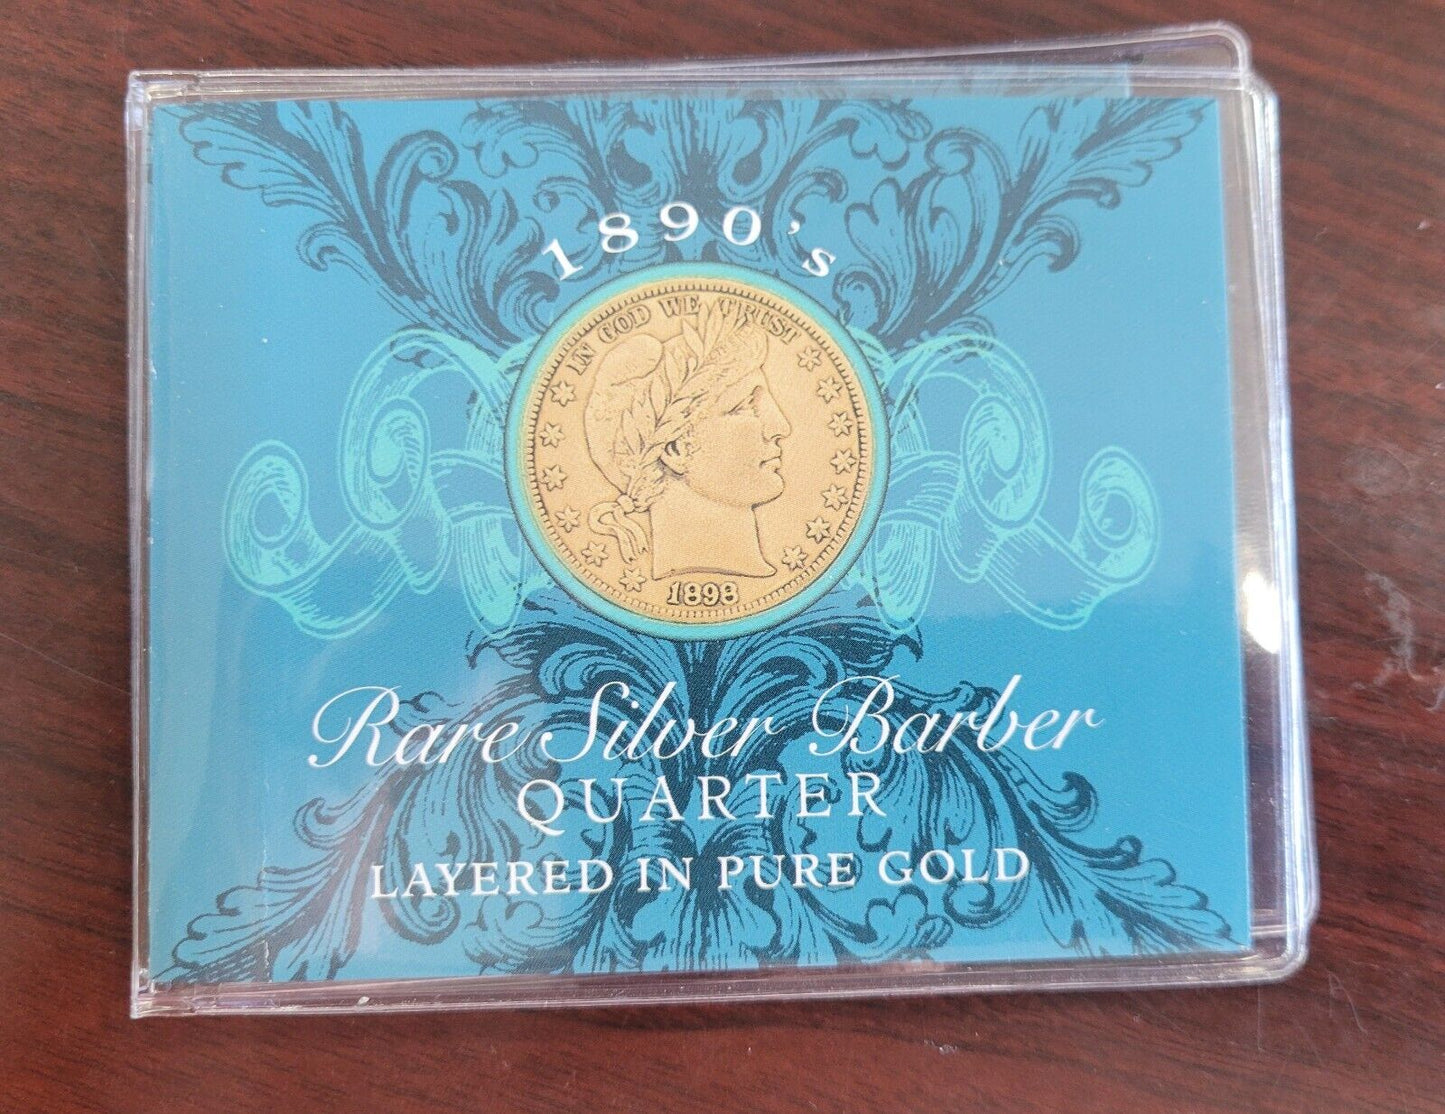 1890's
IN GOD WE TRUST
1898
Rare Silver Barber
QUARTER
LAYERED IN PURE GOLD